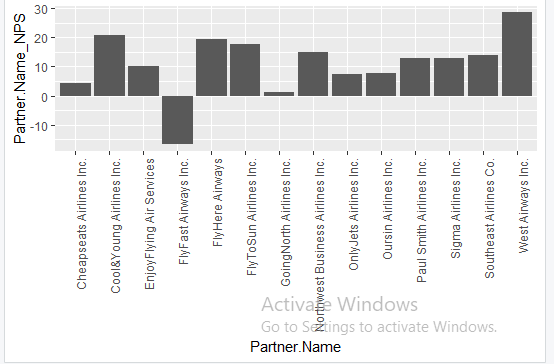 Partner.Name_NPS
30
20
10
0
-10
Cheapseats Airlines Inc.
Cool&Young Airlines Inc.
EnjoyFlying Air Services
FlyFast Airways Inc.
FlyHere Airways
FlyToSun Airlines Inc.
GoingNorth Airlines Inc.
Northwest Business Airlines Inc.
OnlyJets Airlines Inc.
Oursin Airlines Inc.
Paul Smith Airlines Inc.
Sigma Airlines Inc.
Southeast Airlines Co.
West Airways Inc.
Activate Windows
Go to Settings to activate Windows.
Partner.Name